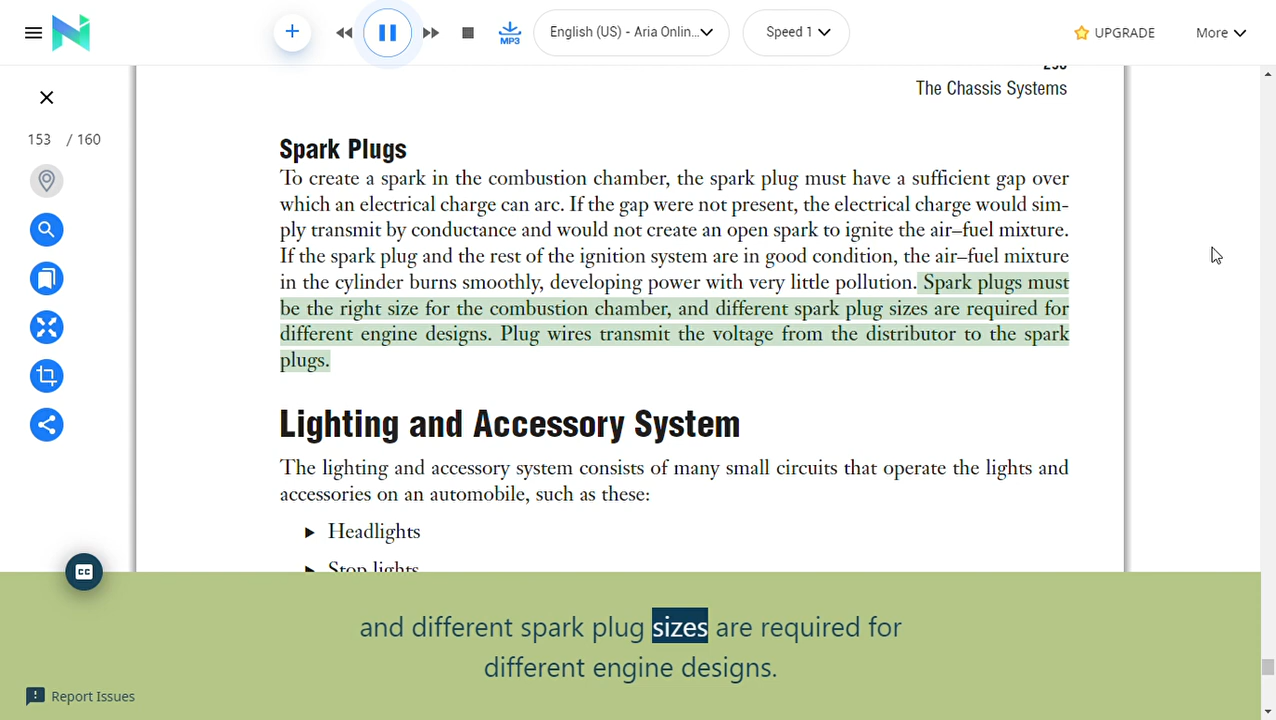 MP3
English (US) - Aria Onlin...
Speed 1
UPGRADE
More
The Chassis Systems
153 / 160
Spark Plugs
To create a spark in the combustion chamber, the spark plug must have a sufficient gap over
which an electrical charge can arc. If the gap were not present, the electrical charge would sim-
ply transmit by conductance and would not create an open spark to ignite the air–fuel mixture.
If the spark plug and the rest of the ignition system are in good condition, the air–fuel mixture
in the cylinder burns smoothly, developing power with very little pollution. Spark plugs must
be the right size for the combustion chamber, and different spark plug sizes are required for
different engine designs. Plug wires transmit the voltage from the distributor to the spark
plugs.
Lighting and Accessory System
The lighting and accessory system consists of many small circuits that operate the lights and
accessories on an automobile, such as these:
► Headlights
► Stop lights
CC
and different spark plug sizes are required for
different engine designs.
Report Issues